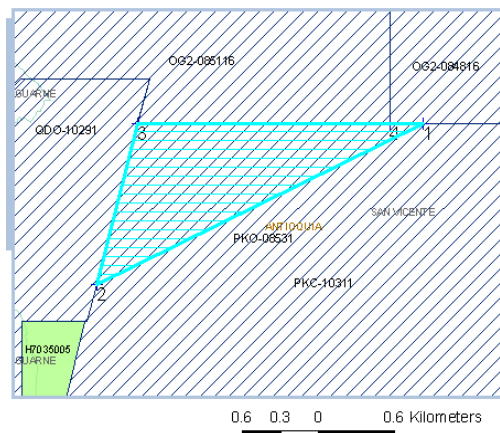 OG2-085116
OG2-084816
GUARNE
QDO-10291
3
4
1
SAN VICENTE
ANTIOQUIA
PKO-08531
PKC-10311
2
H7035005
GUARNE
0.6 0.3 0 0.6 Kilometers